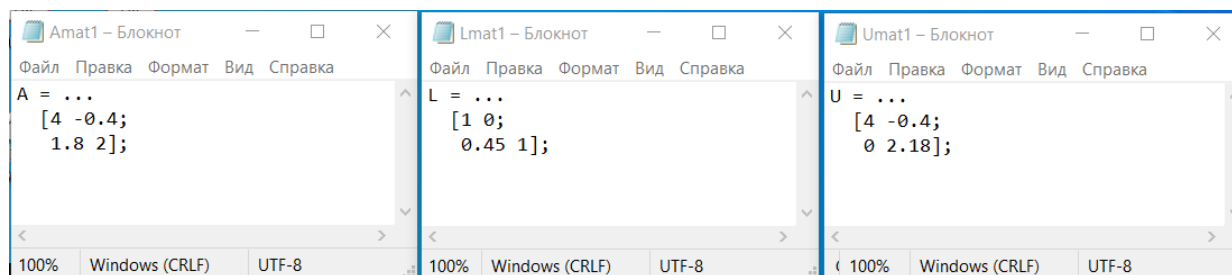 Amat1 – Блокнот
Файл Правка Формат Вид Справка
A = ...
[4 -0.4;
1.8 2];
100% Windows (CRLF) UTF-8
Lmat1 – Блокнот
Файл Правка Формат Вид Справка
L = ...
[1 0;
0.45 1];
100% Windows (CRLF) UTF-8
Umat1 – Блокнот
Файл Правка Формат Вид Справка
U = ...
[4 -0.4;
0 2.18];
100% Windows (CRLF) UTF-8